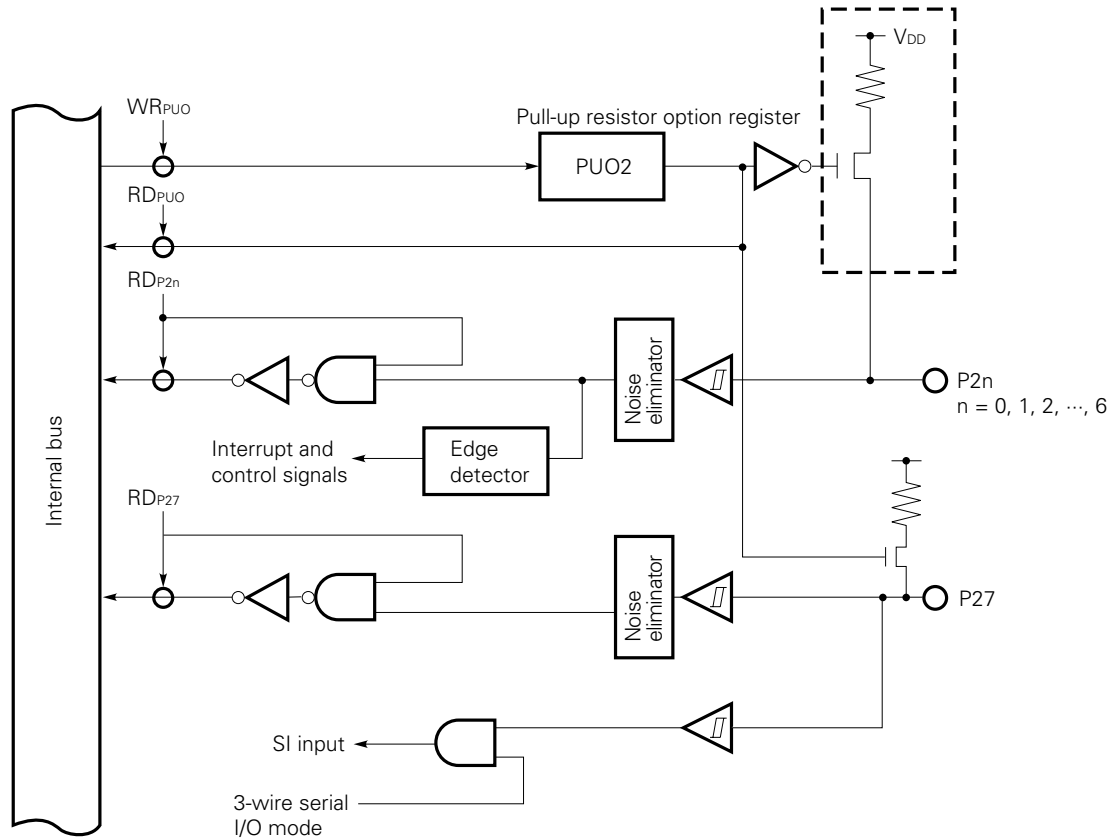 VDD
WRPUO
Pull-up resistor option register
PUO2
RDPUO
RDP2n
Noise
eliminator
P2n
n = 0, 1, 2, ···, 6
Interrupt and
control signals
Edge
detector
Internal bus
RDP27
Noise
eliminator
P27
SI input
3-wire serial
I/O mode